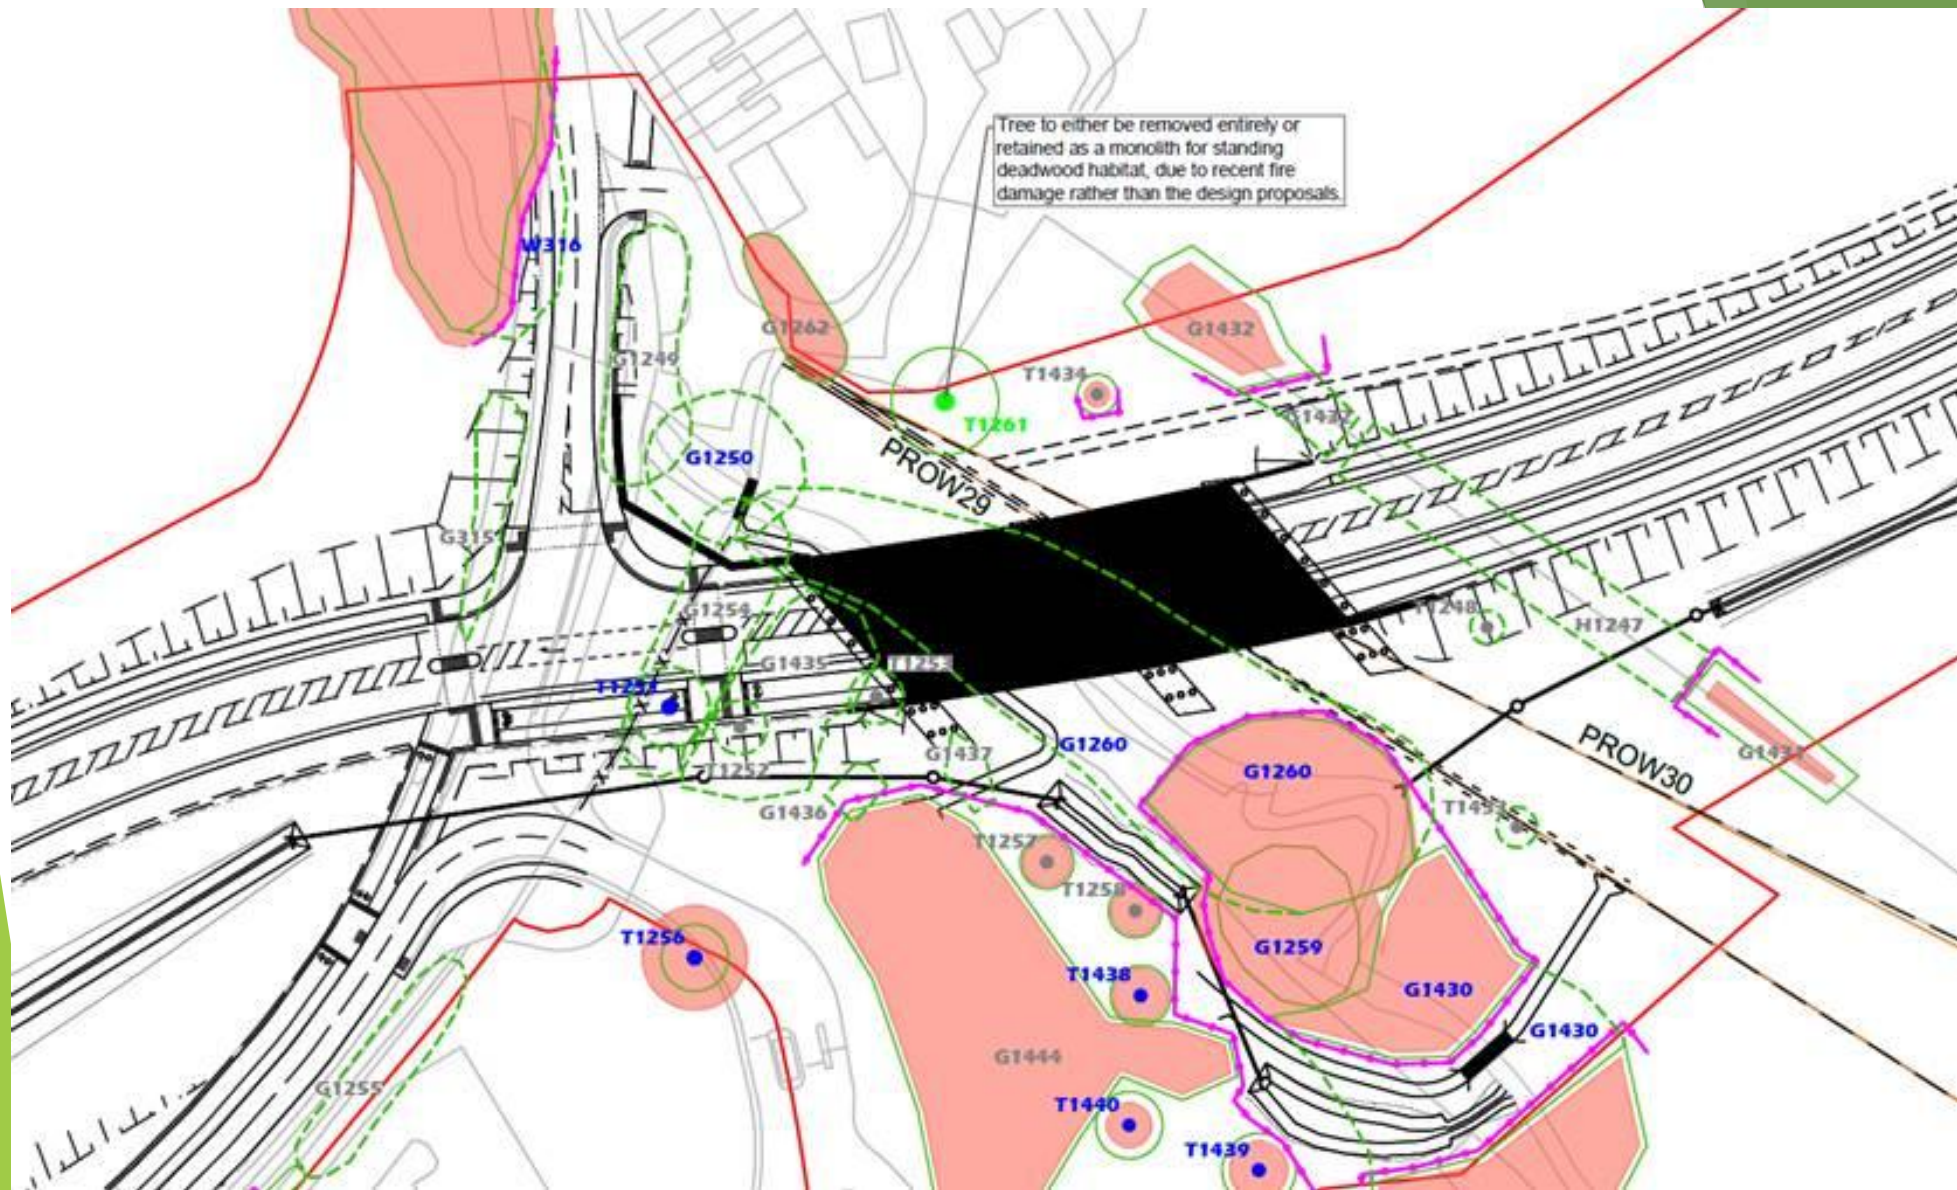 Tree to either be removed entirely or
retained as a monolith for standing
deadwood habitat, due to recent fire
damage rather than the design proposals.
W316
G1262
G1432
G1249
T1434
T1261
G1250
PROW29
G315
G1254
T1248
H1247
G1435
T1253
G1437
G1260
G1260
PROW30
T1252
G1436
T1257
T1258
T1256
G1259
T1438
G1430
G1430
G1444
G1255
T1440
T1439